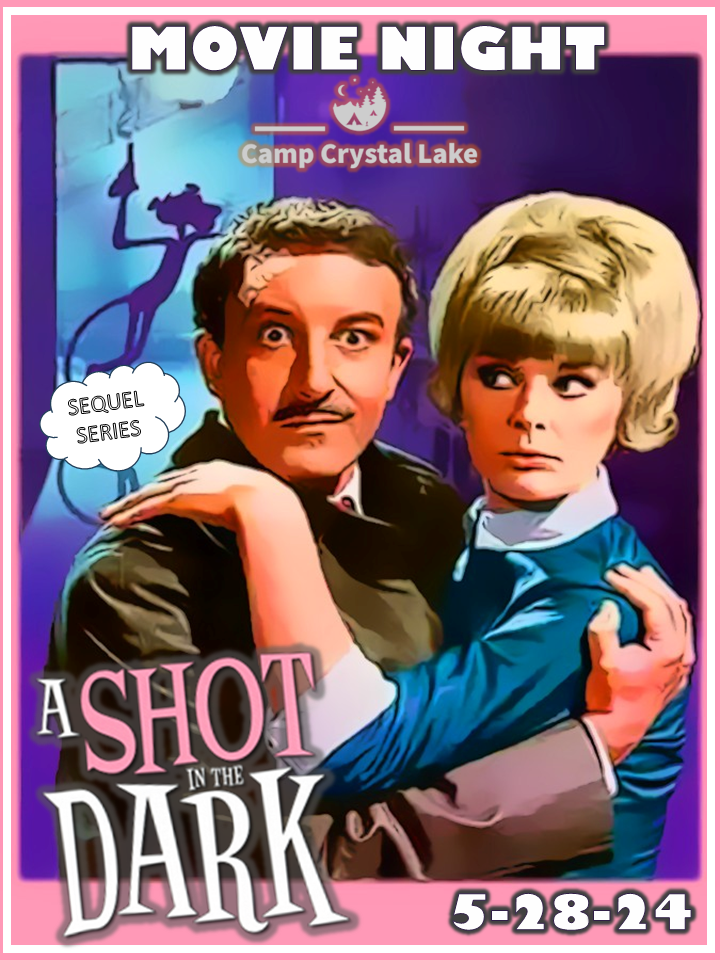 MOVIE NIGHT
Camp Crystal Lake
SEQUEL
SERIES
A SHOT
IN THE
DARK
5-28-24